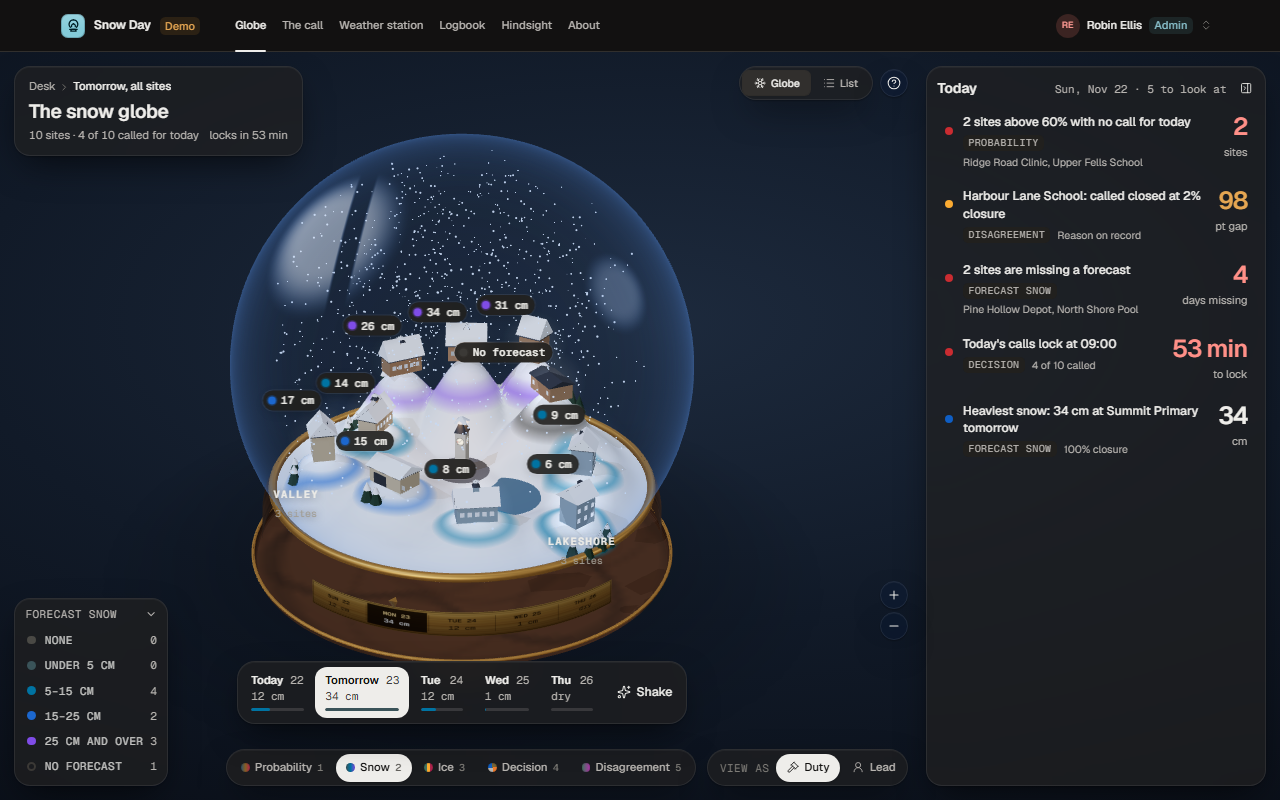 Snow Day Demo Globe The call Weather station Logbook Hindsight About RE Robin Ellis Admin
Desk › Tomorrow, all sites
The snow globe
10 sites · 4 of 10 called for today locks in 53 min
Globe List
26 cm
34 cm
31 cm
No forecast
14 cm
17 cm
9 cm
15 cm
8 cm
6 cm
VALLEY
3 sites
LAKESHORE
3 sites
MON 23
34 cm
TUE 24
12 cm
WED 25
1 cm
FORECAST SNOW
NONE 0
UNDER 5 CM 0
5-15 CM 4
15-25 CM 2
25 CM AND OVER 3
NO FORECAST 1
Today 22
12 cm
Tomorrow 23
34 cm
Tue 24
12 cm
Wed 25
1 cm
Thu 26
dry
Shake
Probability 1 Snow 2 Ice 3 Decision 4 Disagreement 5
VIEW AS Duty Lead
Today Sun, Nov 22 · 5 to look at
2 sites above 60% with no call for today
PROBABILITY
Ridge Road Clinic, Upper Fells School
2
sites
Harbour Lane School: called closed at 2%
closure
DISAGREEMENT Reason on record
98
pt gap
2 sites are missing a forecast
FORECAST SNOW
Pine Hollow Depot, North Shore Pool
4
days missing
Today's calls lock at 09:00
DECISION 4 of 10 called
53 min
to lock
Heaviest snow: 34 cm at Summit Primary
tomorrow
FORECAST SNOW 100% closure
34
cm